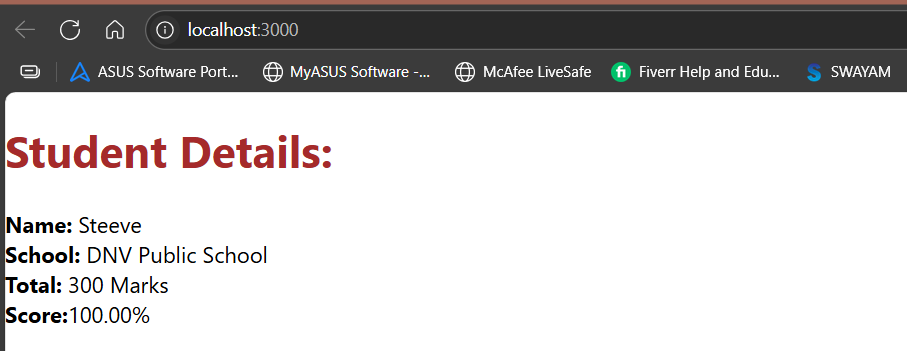 localhost:3000
ASUS Software Port... MyASUS Software -... McAfee LiveSafe fi Fiverr Help and Edu... S SWAYAM
Student Details:
Name: Steeve
School: DNV Public School
Total: 300 Marks
Score:100.00%